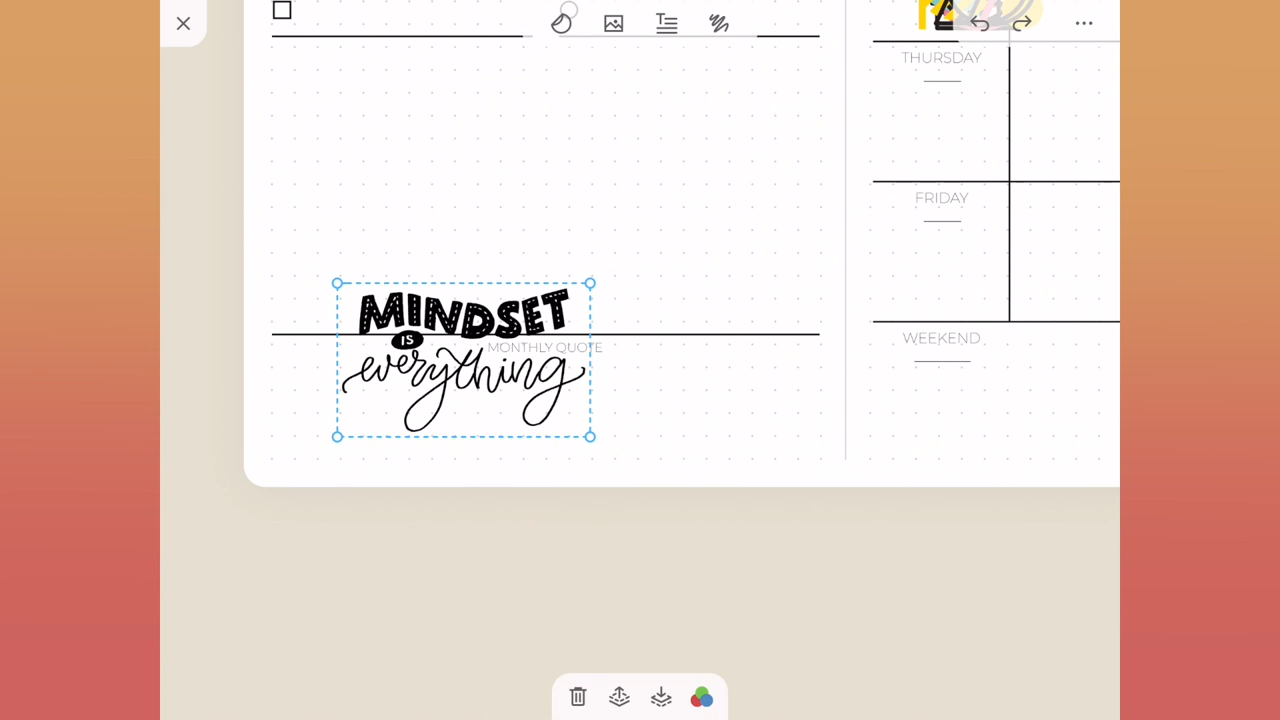 THURSDAY
FRIDAY
WEEKEND
MINDSET
IS
everything
MONTHLY QUOTE